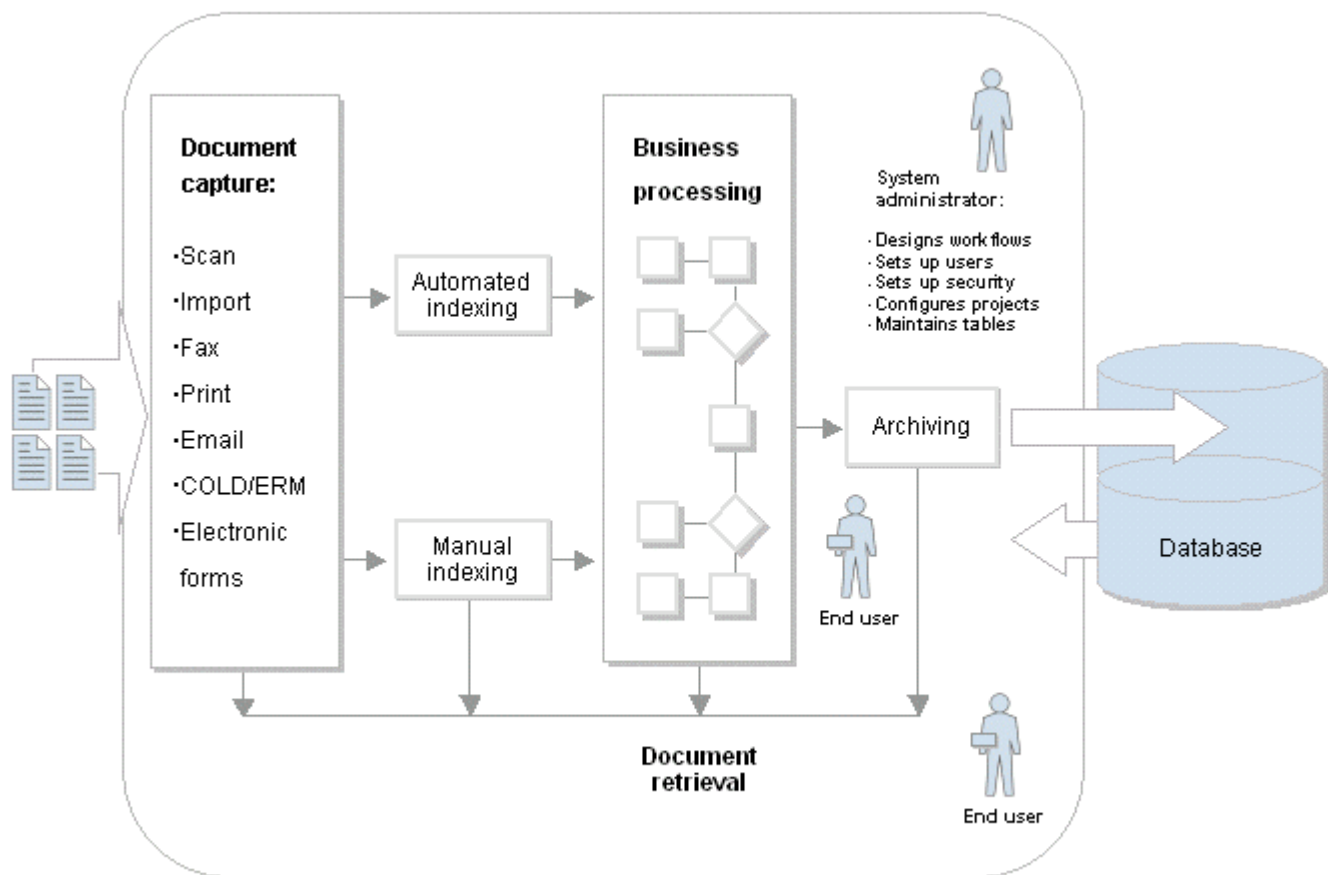 Document
capture:
·Scan
·Import
·Fax
·Print
·Email
·COLD/ERM
·Electronic
forms
Automated
indexing
Manual
indexing
Business
processing
System
administrator:
·Designs workflows
·Sets up users
·Sets up security
·Configures projects
·Maintains tables
Archiving
End user
Database
Document
retrieval
End user